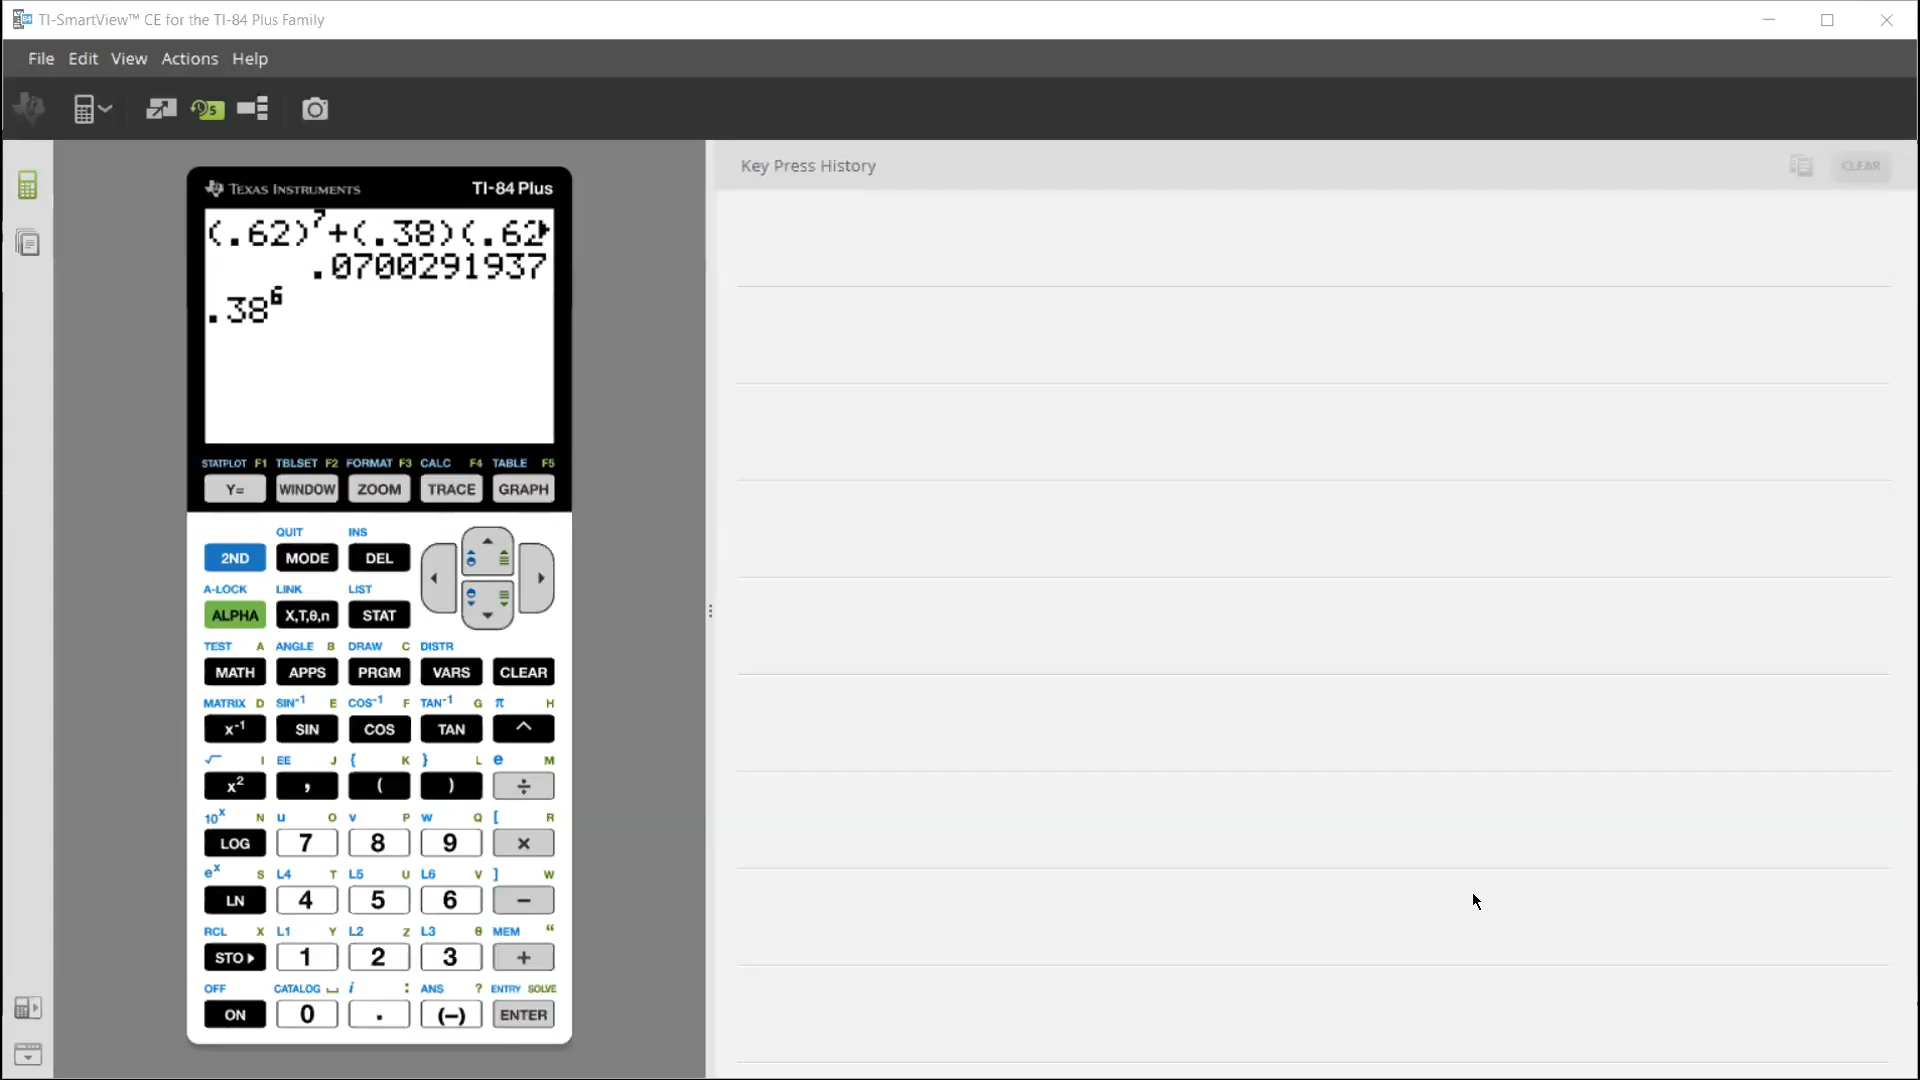 TI-SmartView™ CE for the TI-84 Plus Family
File Edit View Actions Help
5
Key Press History
CLEAR
TEXAS INSTRUMENTS TI-84 Plus
(.62)⁷+(.38)(.62
.0700291937
.38⁶
STATPLOT F1 TBLSET F2 FORMAT F3 CALC F4 TABLE F5
Y= WINDOW ZOOM TRACE GRAPH
QUIT INS
2ND MODE DEL
A-LOCK LINK LIST
ALPHA X,T,θ,n STAT
TEST A ANGLE B DRAW C DISTR
MATH APPS PRGM VARS CLEAR
MATRIX D SIN⁻¹ E COS⁻¹ F TAN⁻¹ G π H
x⁻¹ SIN COS TAN ^
√ I EE J { K } L e M
x² , ( ) ÷
10ˣ N u O v P w Q [ R
LOG 7 8 9 ×
eˣ S L4 T L5 U L6 V ] W
LN 4 5 6 −
RCL X L1 Y L2 Z L3 θ MEM “
STO▸ 1 2 3 +
OFF CATALOG ⎵ i : ANS ? ENTRY SOLVE
ON 0 . (−) ENTER